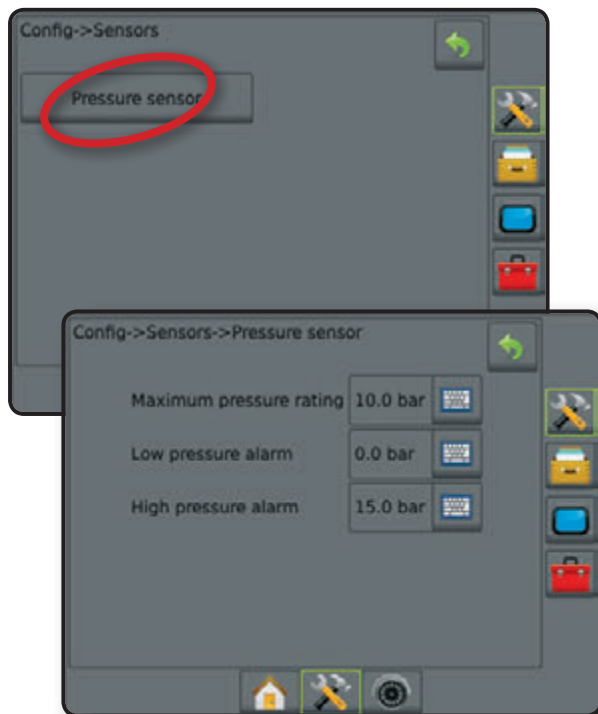 Config->Sensors
Pressure sensor
Config->Sensors->Pressure sensor
Maximum pressure rating 10.0 bar
Low pressure alarm 0.0 bar
High pressure alarm 15.0 bar